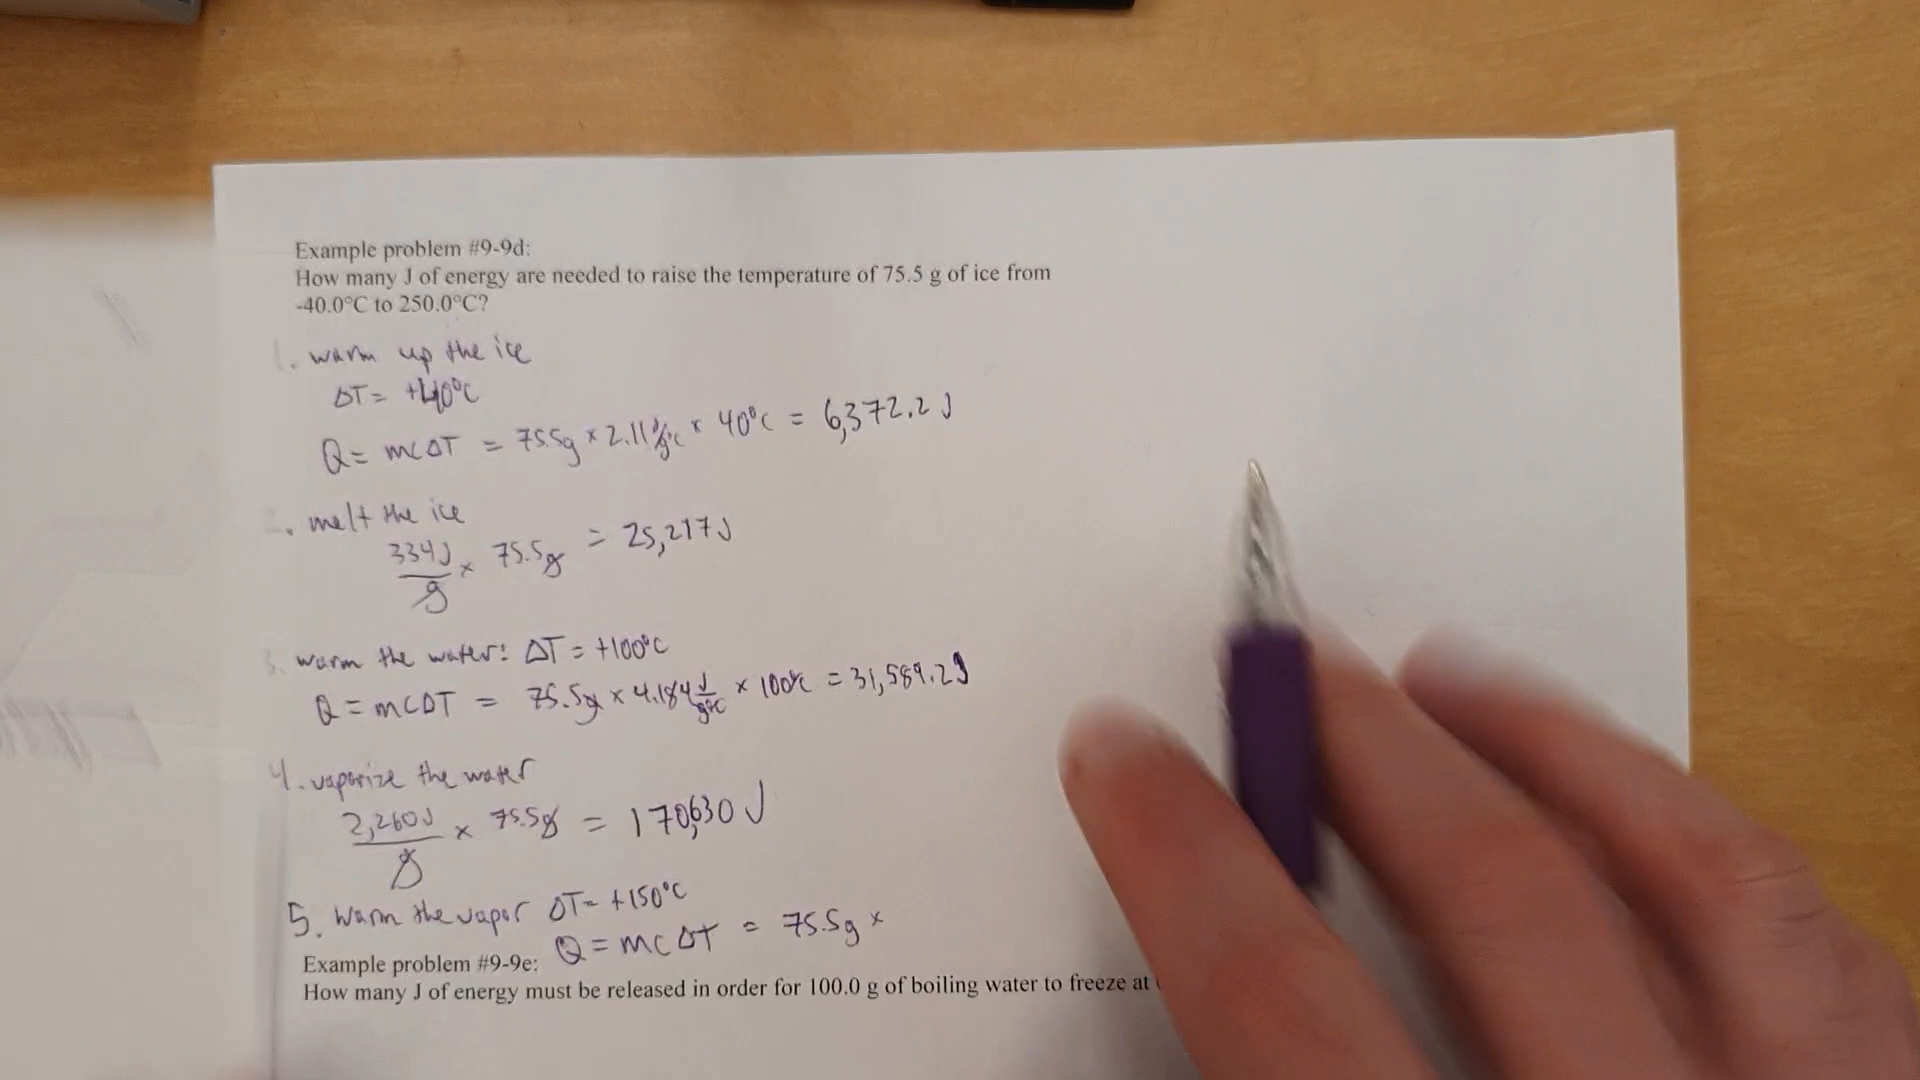 Example problem #9-9d:
How many J of energy are needed to raise the temperature of 75.5 g of ice from
-40.0°C to 250.0°C?
1. warm up the ice
ΔT = +40°C
Q = mCΔT = 75.5g × 2.11 J/g°C × 40°C = 6,372.2 J
2. melt the ice
334J/g × 75.5g = 25,217J
3. warm the water: ΔT = +100°C
Q = mCΔT = 75.5g × 4.184 J/g°C × 100°C = 31,589.2J
4. vaporize the water
2,260J/g × 75.5g = 170,630 J
5. warm the vapor ΔT = +150°C
Q = mCΔT = 75.5g ×
Example problem #9-9e:
How many J of energy must be released in order for 100.0 g of boiling water to freeze at